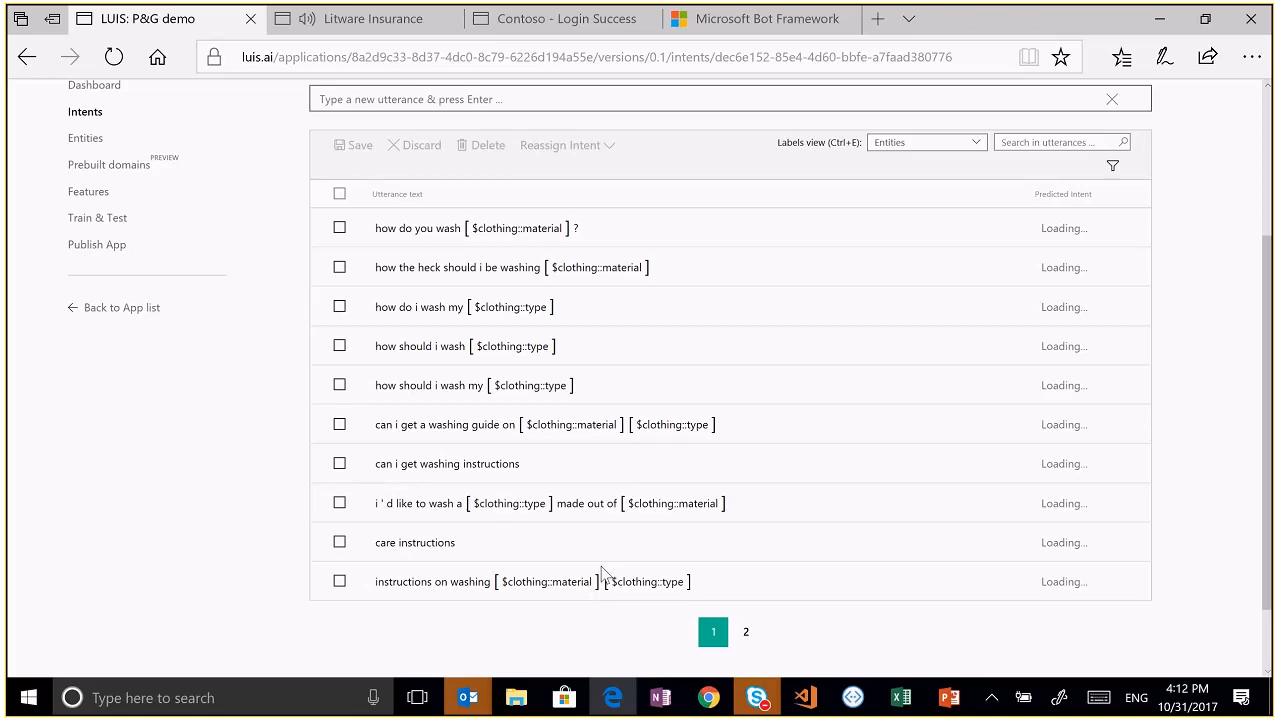 LUIS: P&G demo
Litware Insurance
Contoso - Login Success
Microsoft Bot Framework
luis.ai/applications/8a2d9c33-8d37-4dc0-8c79-6226d194a55e/versions/0.1/intents/dec6e152-85e4-4d60-bbfe-a7faad380776
Dashboard
Intents
Entities
Prebuilt domains PREVIEW
Features
Train & Test
Publish App
Back to App list
Type a new utterance & press Enter ...
Save Discard Delete Reassign Intent Labels view (Ctrl+E): Entities Search in utterances ...
Utterance text Predicted Intent
how do you wash [ $clothing::material ] ? Loading...
how the heck should i be washing [ $clothing::material ] Loading...
how do i wash my [ $clothing::type ] Loading...
how should i wash [ $clothing::type ] Loading...
how should i wash my [ $clothing::type ] Loading...
can i get a washing guide on [ $clothing::material ] [ $clothing::type ] Loading...
can i get washing instructions Loading...
i ' d like to wash a [ $clothing::type ] made out of [ $clothing::material ] Loading...
care instructions Loading...
instructions on washing [ $clothing::material ] [ $clothing::type ] Loading...
1 2
Type here to search
ENG
4:12 PM
10/31/2017